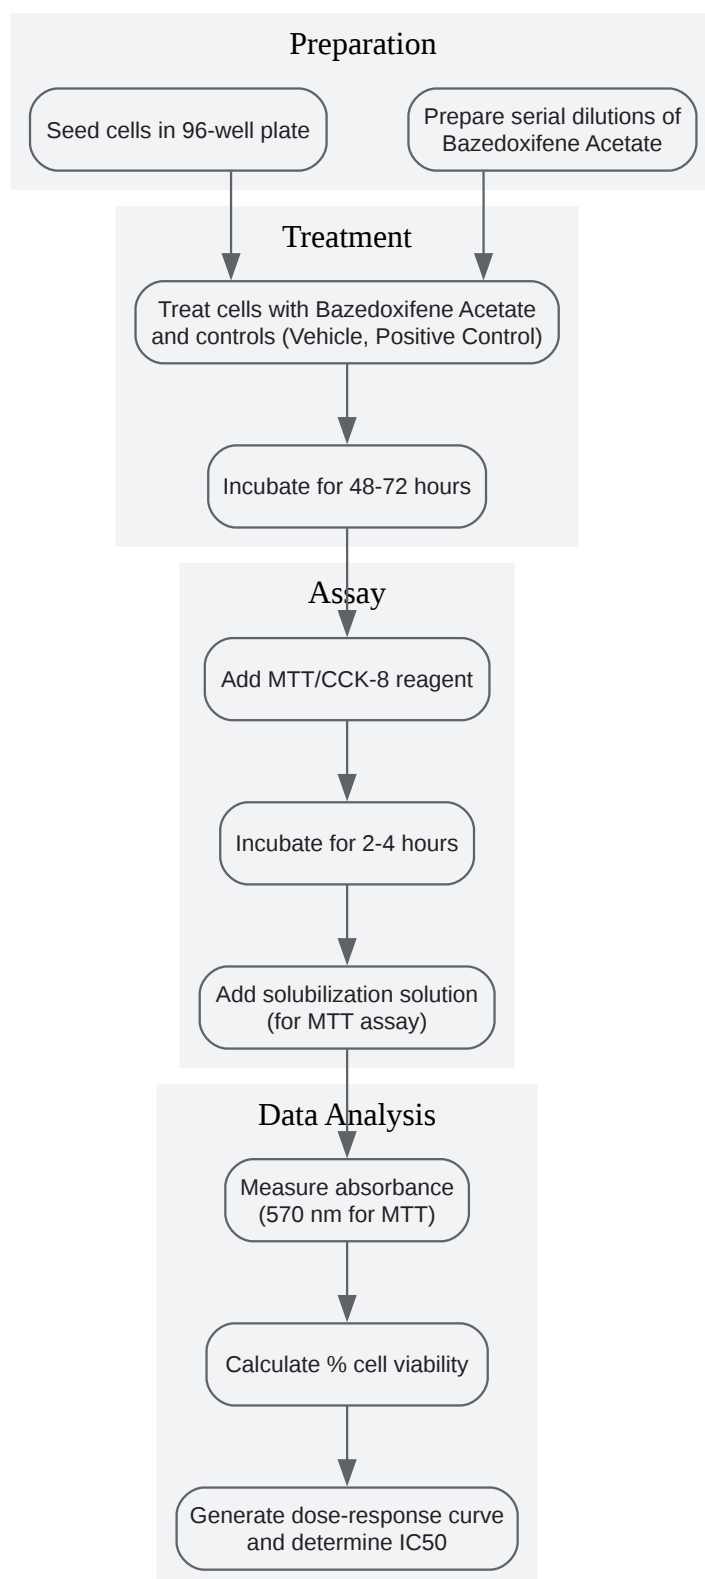 Preparation
Seed cells in 96-well plate
Prepare serial dilutions of
Bazedoxifene Acetate
Treatment
Treat cells with Bazedoxifene Acetate
and controls (Vehicle, Positive Control)
Incubate for 48-72 hours
Assay
Add MTT/CCK-8 reagent
Incubate for 2-4 hours
Add solubilization solution
(for MTT assay)
Data Analysis
Measure absorbance
(570 nm for MTT)
Calculate % cell viability
Generate dose-response curve
and determine IC50